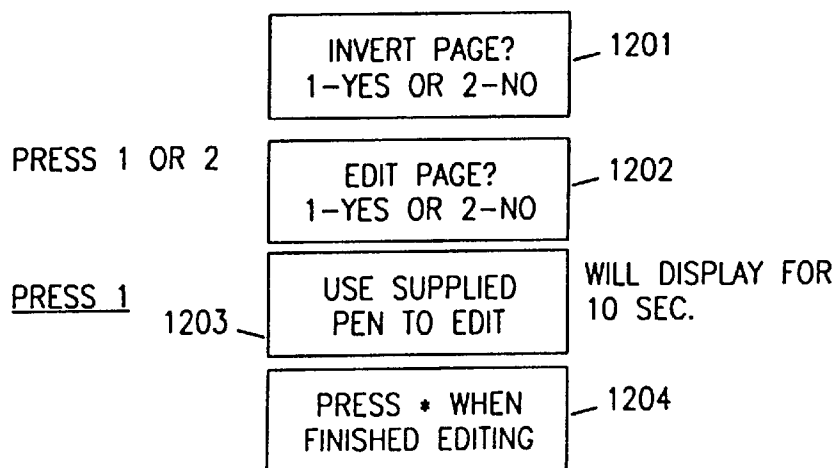 INVERT PAGE?
1-YES OR 2-NO
1201
PRESS 1 OR 2
EDIT PAGE?
1-YES OR 2-NO
1202
PRESS 1
1203
USE SUPPLIED
PEN TO EDIT
WILL DISPLAY FOR
10 SEC.
PRESS * WHEN
FINISHED EDITING
1204